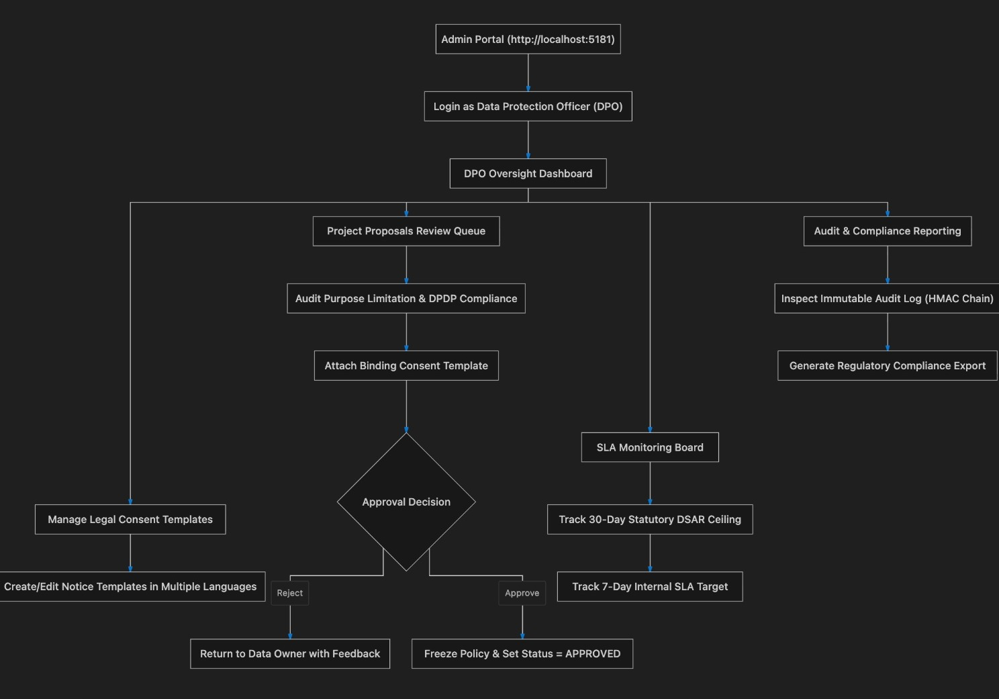 Admin Portal (http://localhost:5181)
Login as Data Protection Officer (DPO)
DPO Oversight Dashboard
Project Proposals Review Queue
Audit & Compliance Reporting
Audit Purpose Limitation & DPDP Compliance
Inspect Immutable Audit Log (HMAC Chain)
Attach Binding Consent Template
Generate Regulatory Compliance Export
SLA Monitoring Board
Approval Decision
Manage Legal Consent Templates
Track 30-Day Statutory DSAR Ceiling
Create/Edit Notice Templates in Multiple Languages
Reject
Approve
Track 7-Day Internal SLA Target
Return to Data Owner with Feedback
Freeze Policy & Set Status = APPROVED